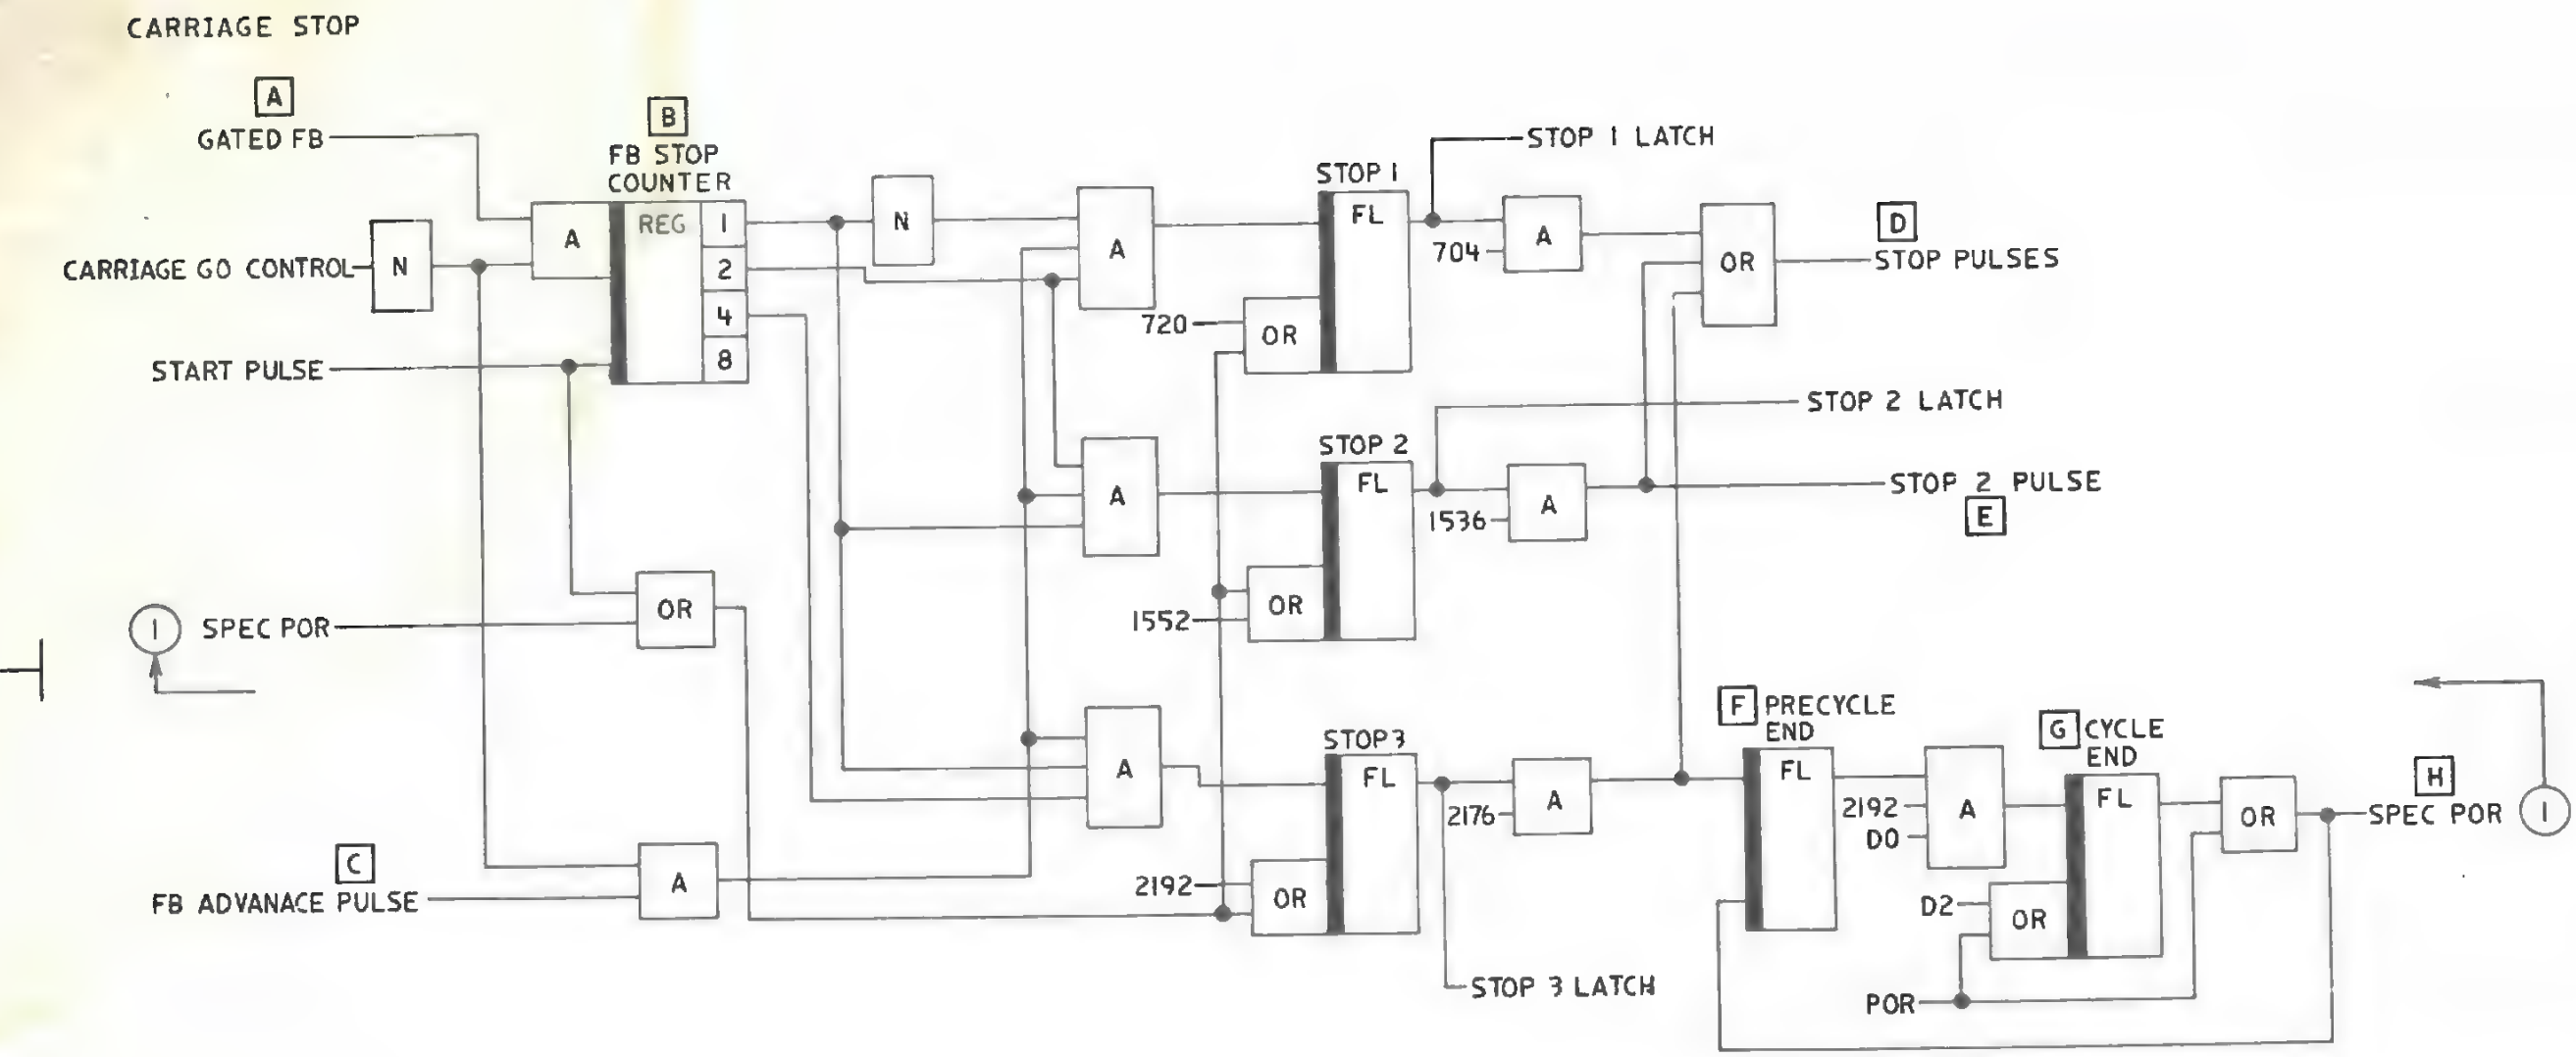 CARRIAGE STOP
A
GATED FB
B
FB STOP
COUNTER
A
REG
1
2
4
8
CARRIAGE GO CONTROL
N
START PULSE
N
A
STOP 1
FL
720
OR
STOP 1 LATCH
704
A
OR
D
STOP PULSES
STOP 2 LATCH
A
STOP 2
FL
1552
OR
1536
A
STOP 2 PULSE
E
1
SPEC POR
OR
A
STOP3
FL
2192
OR
2176
A
STOP 3 LATCH
C
FB ADVANACE PULSE
A
F
PRECYCLE
END
FL
2192
D0
A
G
CYCLE
END
FL
D2
OR
POR
OR
H
SPEC POR
1